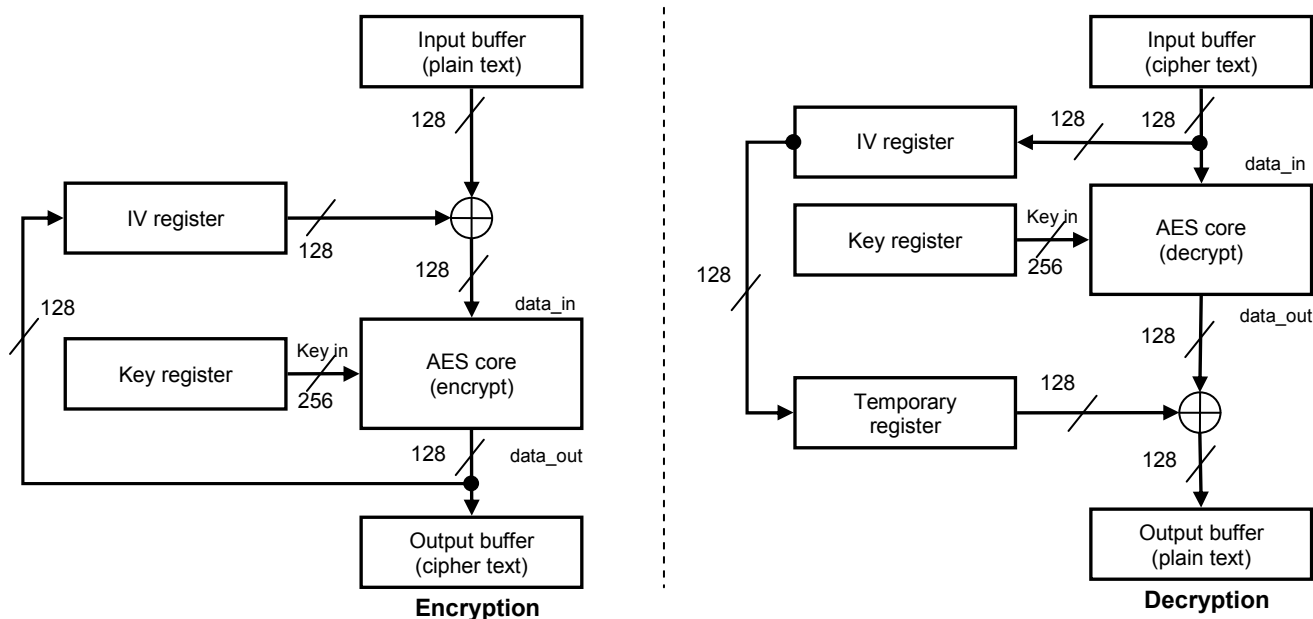 Input buffer
(plain text)
128
IV register
128
128
data_in
128
Key register
Key in
256
AES core
(encrypt)
128
data_out
Output buffer
(cipher text)
Encryption
Input buffer
(cipher text)
128
128
IV register
data_in
Key register
Key in
256
AES core
(decrypt)
128
data_out
128
Temporary
register
128
128
Output buffer
(plain text)
Decryption